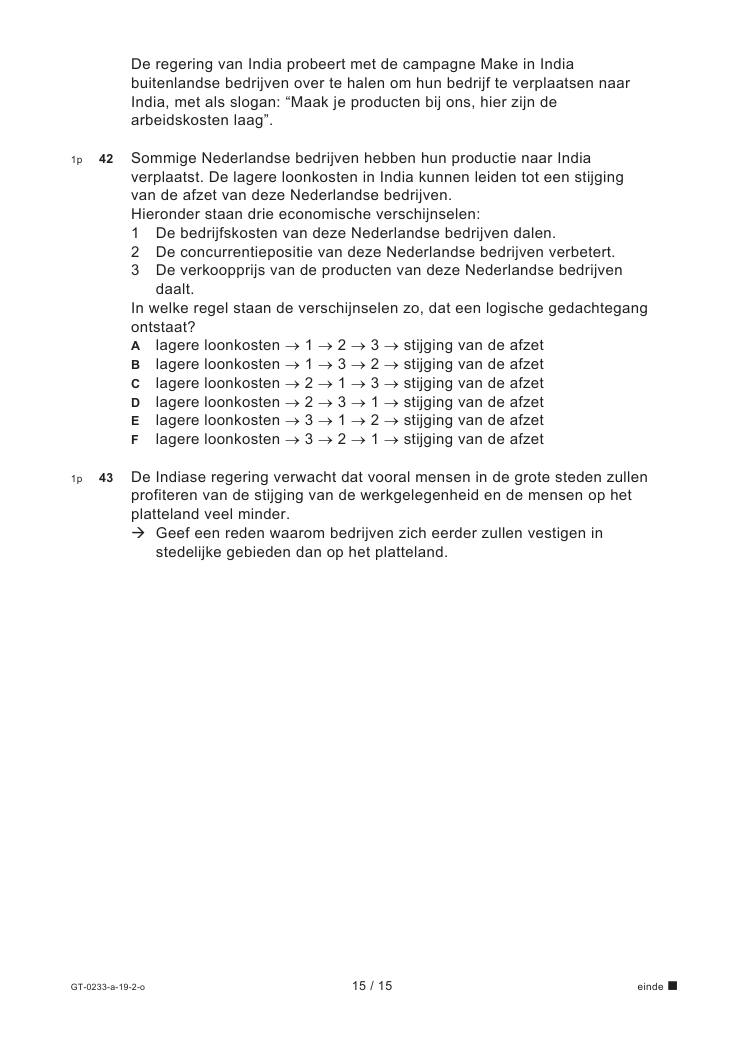 De regering van India probeert met de campagne Make in India
buitenlandse bedrijven over te halen om hun bedrijf te verplaatsen naar
India, met als slogan: “Maak je producten bij ons, hier zijn de
arbeidskosten laag”.
1p 42 Sommige Nederlandse bedrijven hebben hun productie naar India
verplaatst. De lagere loonkosten in India kunnen leiden tot een stijging
van de afzet van deze Nederlandse bedrijven.
Hieronder staan drie economische verschijnselen:
1 De bedrijfskosten van deze Nederlandse bedrijven dalen.
2 De concurrentiepositie van deze Nederlandse bedrijven verbetert.
3 De verkoopprijs van de producten van deze Nederlandse bedrijven
daalt.
In welke regel staan de verschijnselen zo, dat een logische gedachtegang
ontstaat?
A lagere loonkosten → 1 → 2 → 3 → stijging van de afzet
B lagere loonkosten → 1 → 3 → 2 → stijging van de afzet
C lagere loonkosten → 2 → 1 → 3 → stijging van de afzet
D lagere loonkosten → 2 → 3 → 1 → stijging van de afzet
E lagere loonkosten → 3 → 1 → 2 → stijging van de afzet
F lagere loonkosten → 3 → 2 → 1 → stijging van de afzet
1p 43 De Indiase regering verwacht dat vooral mensen in de grote steden zullen
profiteren van de stijging van de werkgelegenheid en de mensen op het
platteland veel minder.
→ Geef een reden waarom bedrijven zich eerder zullen vestigen in
stedelijke gebieden dan op het platteland.
GT-0233-a-19-2-o 15 / 15 einde ■